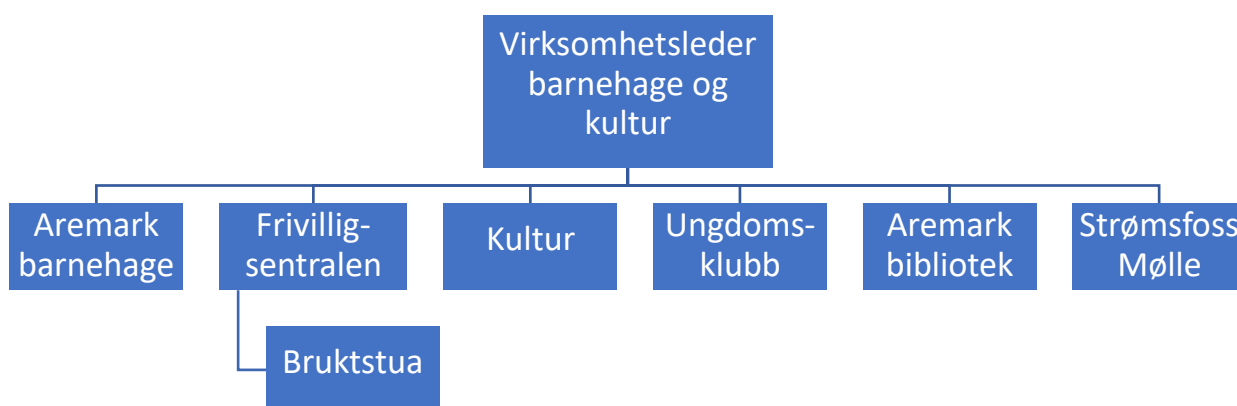 Virksomhetsleder
barnehage og
kultur
Aremark
barnehage
Frivillig-
sentralen
Kultur
Ungdoms-
klubb
Aremark
bibliotek
Strømsfoss
Mølle
Bruktstua